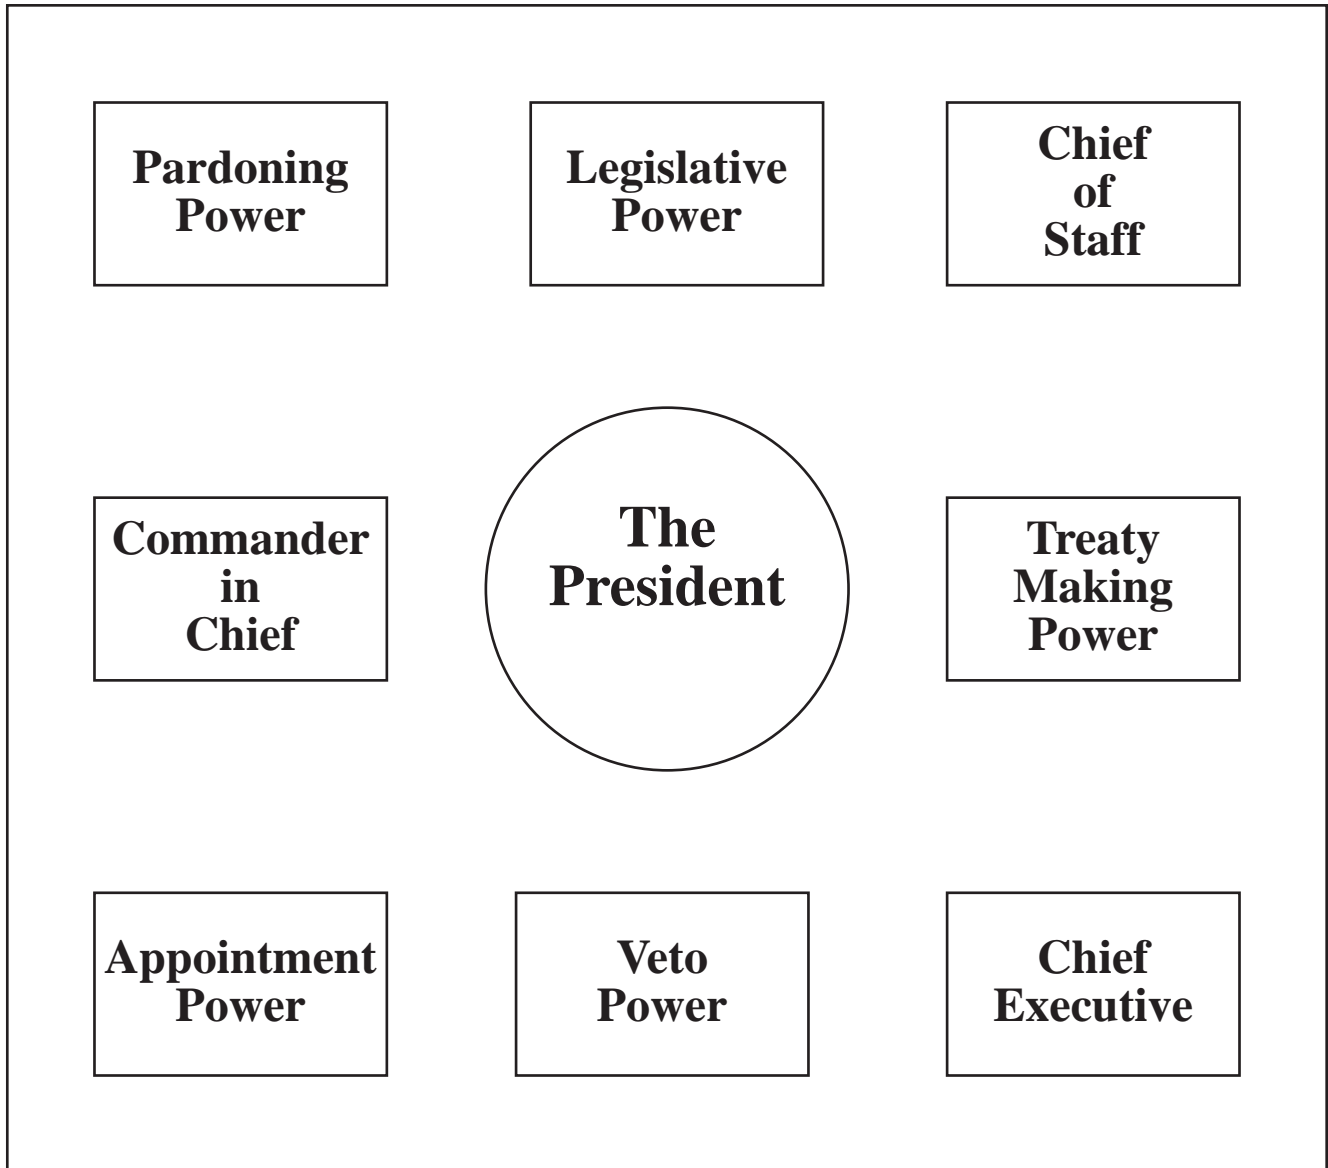 Pardoning
Power
Legislative
Power
Chief
of
Staff
Commander
in
Chief
The
President
Treaty
Making
Power
Appointment
Power
Veto
Power
Chief
Executive